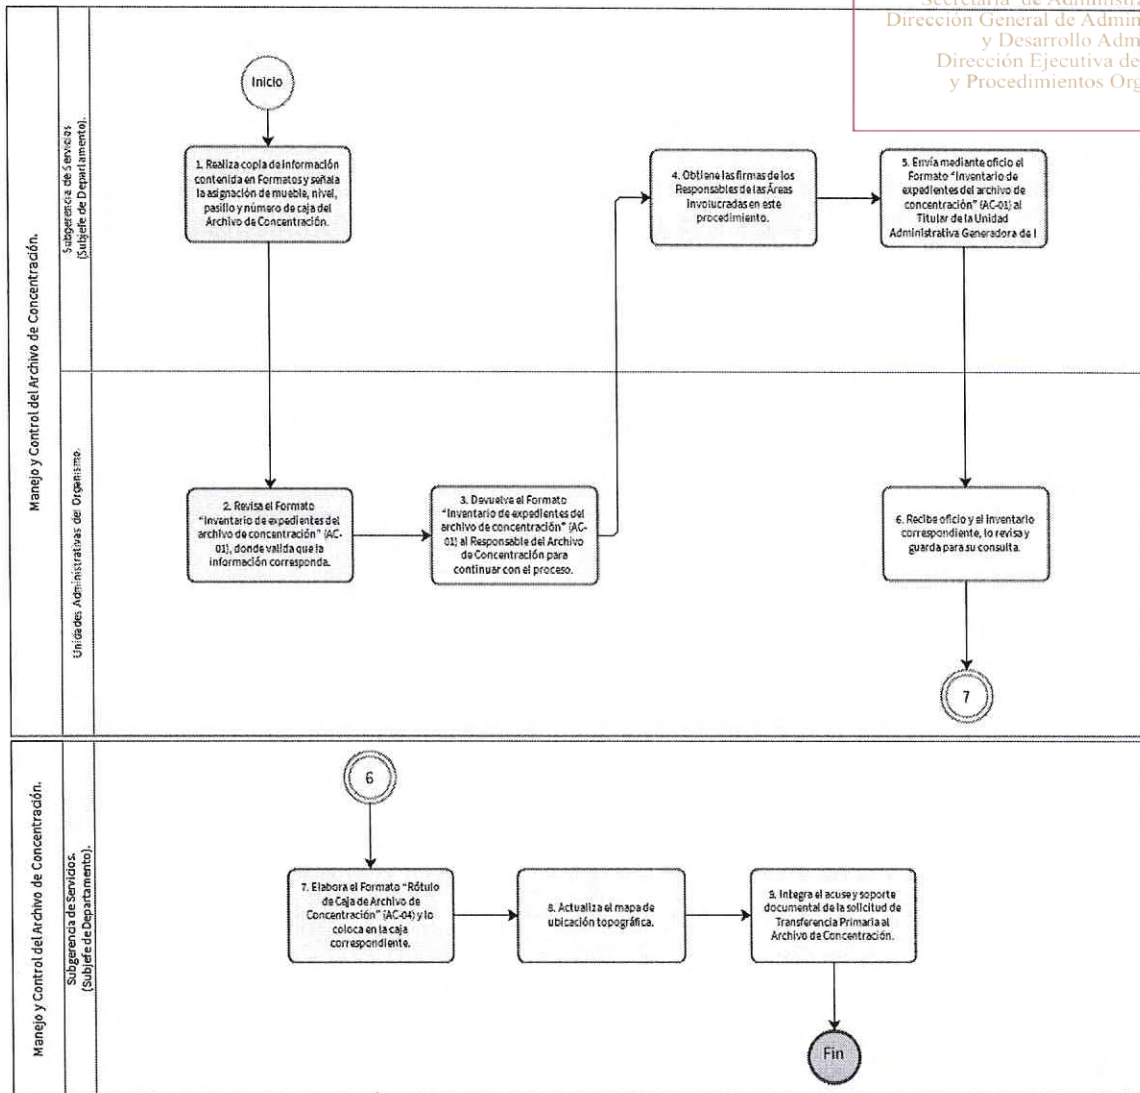 Secretaría de Administra
Dirección General de Admin
y Desarrollo Adm
Dirección Ejecutiva de
y Procedimientos Org
Manejo y Control del Archivo de Concentración.
Subgerencia de Servicios
(Subjefe de Departamento).
Inicio
1. Realiza copia de información
contenida en Formatos y señala
la asignación de mueble, nivel,
pasillo y número de caja del
Archivo de Concentración.
4. Obtiene las firmas de los
Responsables de las Áreas
Involucradas en este
procedimiento.
5. Envía mediante oficio el
Formato "Inventario de
expedientes del archivo de
concentración" (AC-01) al
Titular de la Unidad
Administrativa Generadora de l
Unidades Administrativas del Organismo.
2. Revisa el Formato
"Inventario de expedientes del
archivo de concentración" (AC-
01), donde valida que la
información corresponda.
3. Devuelve el Formato
"Inventario de expedientes del
archivo de concentración" (AC-
01) al Responsable del Archivo
de Concentración para
continuar con el proceso.
6. Recibe oficio y el inventario
correspondiente, lo revisa y
guarda para su consulta.
7
Manejo y Control del Archivo de Concentración.
Subgerencia de Servicios.
(Subjefe de Departamento).
6
7. Elabora el Formato "Rótulo
de Caja de Archivo de
Concentración" (AC-04) y lo
coloca en la caja
correspondiente.
8. Actualiza el mapa de
ubicación topográfica.
9. Integra el acuse y soporte
documental de la solicitud de
Transferencia Primaria al
Archivo de Concentración.
Fin